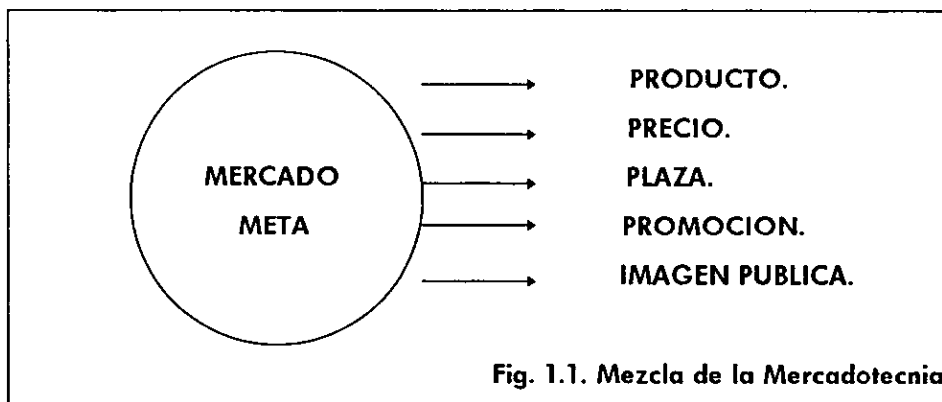 PRODUCTO.
PRECIO.
MERCADO
META
PLAZA.
PROMOCION.
IMAGEN PUBLICA.
Fig. 1.1. Mezcla de la Mercadotecnia